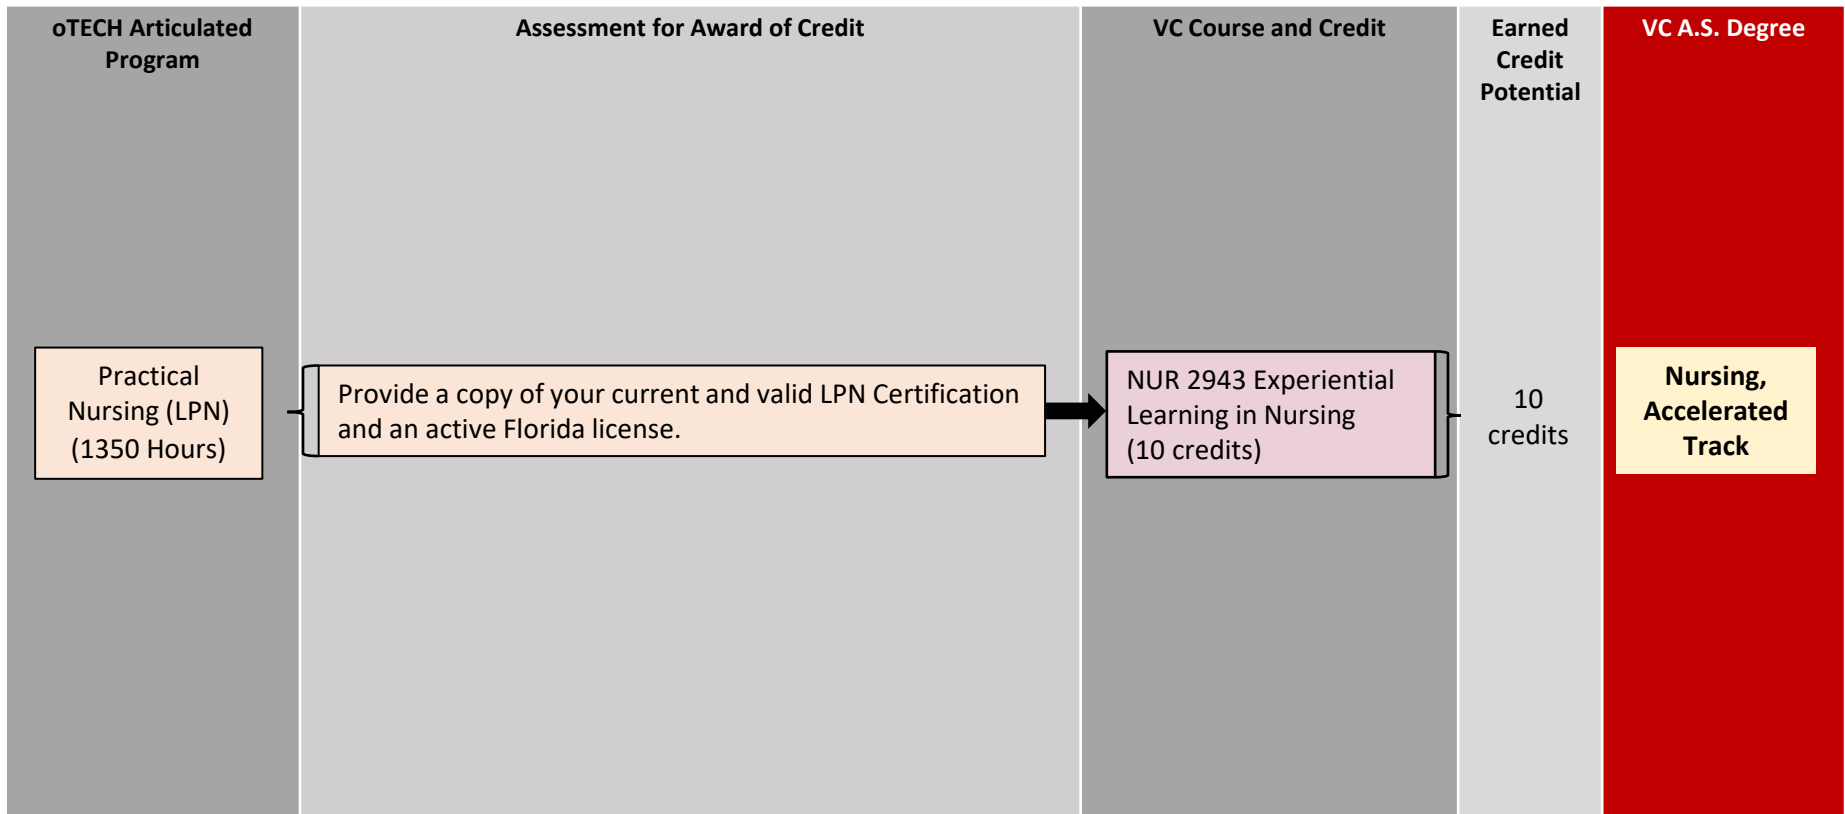 oTECH Articulated
Program
Assessment for Award of Credit
VC Course and Credit
Earned
Credit
Potential
VC A.S. Degree
Practical
Nursing (LPN)
(1350 Hours)
Provide a copy of your current and valid LPN Certification
and an active Florida license.
NUR 2943 Experiential
Learning in Nursing
(10 credits)
10
credits
Nursing,
Accelerated
Track